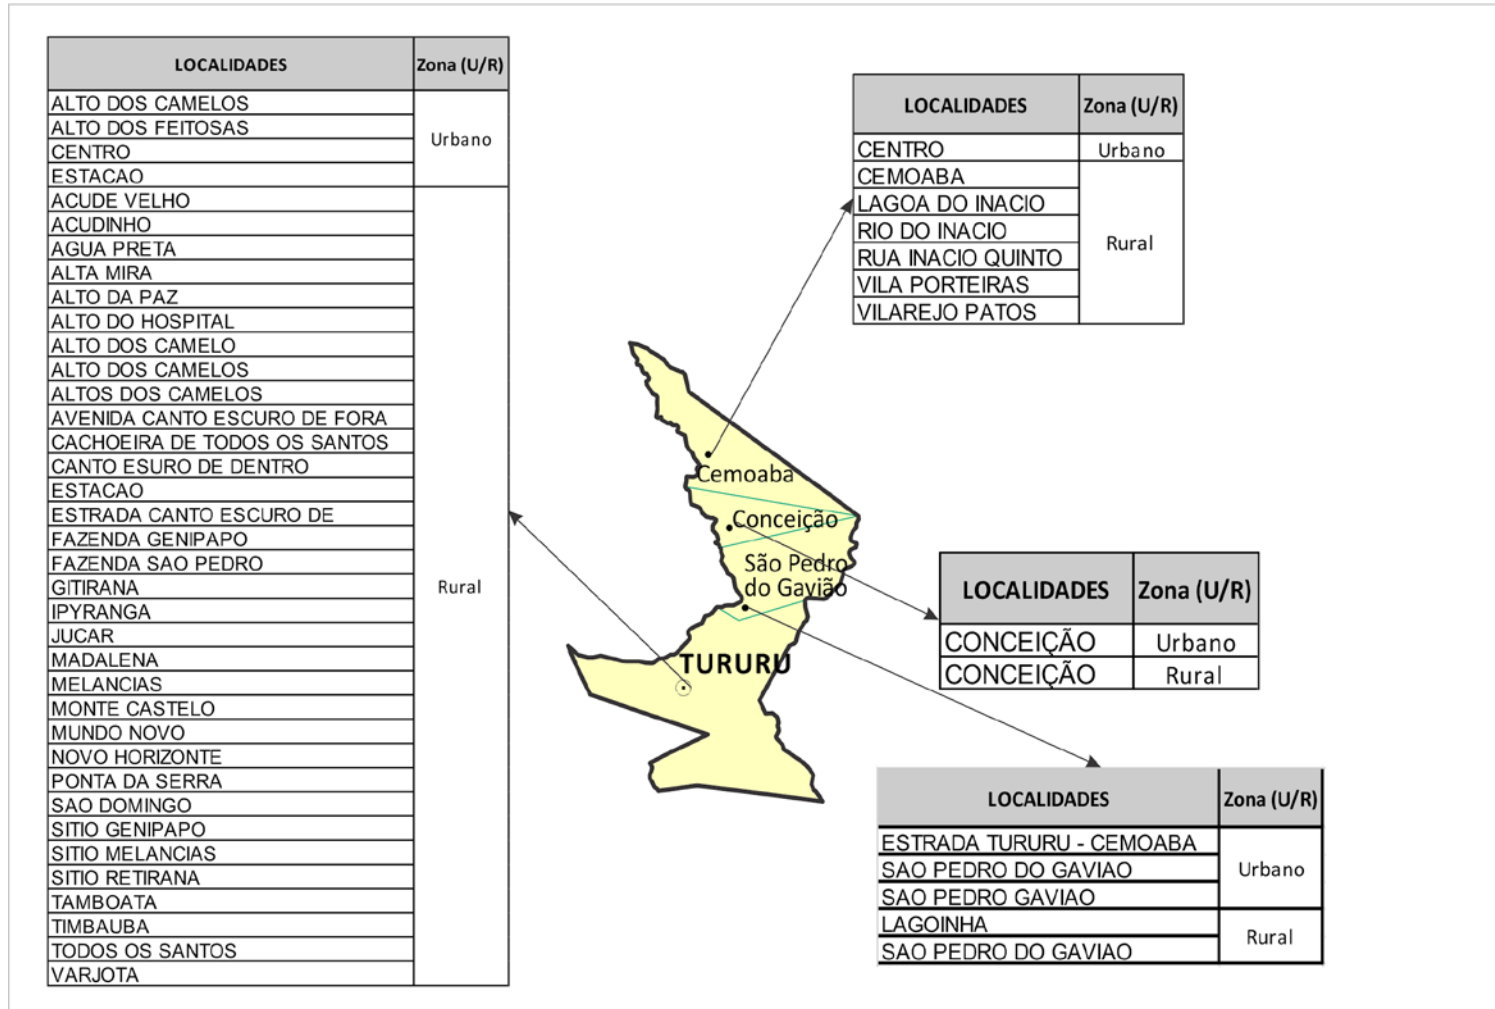 LOCALIDADES Zona (U/R)
ALTO DOS CAMELOS
ALTO DOS FEITOSAS
Urbano
CENTRO
ESTACAO
ACUDE VELHO
ACUDINHO
AGUA PRETA
ALTA MIRA
ALTO DA PAZ
ALTO DO HOSPITAL
ALTO DOS CAMELO
ALTO DOS CAMELOS
ALTOS DOS CAMELOS
AVENIDA CANTO ESCURO DE FORA
CACHOEIRA DE TODOS OS SANTOS
CANTO ESURO DE DENTRO
ESTACAO
ESTRADA CANTO ESCURO DE
FAZENDA GENIPAPO
FAZENDA SAO PEDRO
GITIRANA Rural
IPYRANGA
JUCAR
MADALENA
MELANCIAS
MONTE CASTELO
MUNDO NOVO
NOVO HORIZONTE
PONTA DA SERRA
SAO DOMINGO
SITIO GENIPAPO
SITIO MELANCIAS
SITIO RETIRANA
TAMBOATA
TIMBAUBA
TODOS OS SANTOS
VARJOTA
LOCALIDADES Zona (U/R)
CENTRO Urbano
CEMOABA
LAGOA DO INACIO
RIO DO INACIO
Rural
RUA INACIO QUINTO
VILA PORTEIRAS
VILAREJO PATOS
Cemoaba
Conceição
São Pedro
do Gavião
TURURU
LOCALIDADES Zona (U/R)
CONCEIÇÃO Urbano
CONCEIÇÃO Rural
LOCALIDADES Zona (U/R)
ESTRADA TURURU - CEMOABA
SAO PEDRO DO GAVIAO Urbano
SAO PEDRO GAVIAO
LAGOINHA
Rural
SAO PEDRO DO GAVIAO